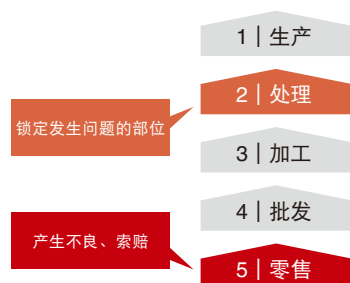 1｜生产
2｜处理
锁定发生问题的部位
3｜加工
4｜批发
产生不良、索赔
5｜零售